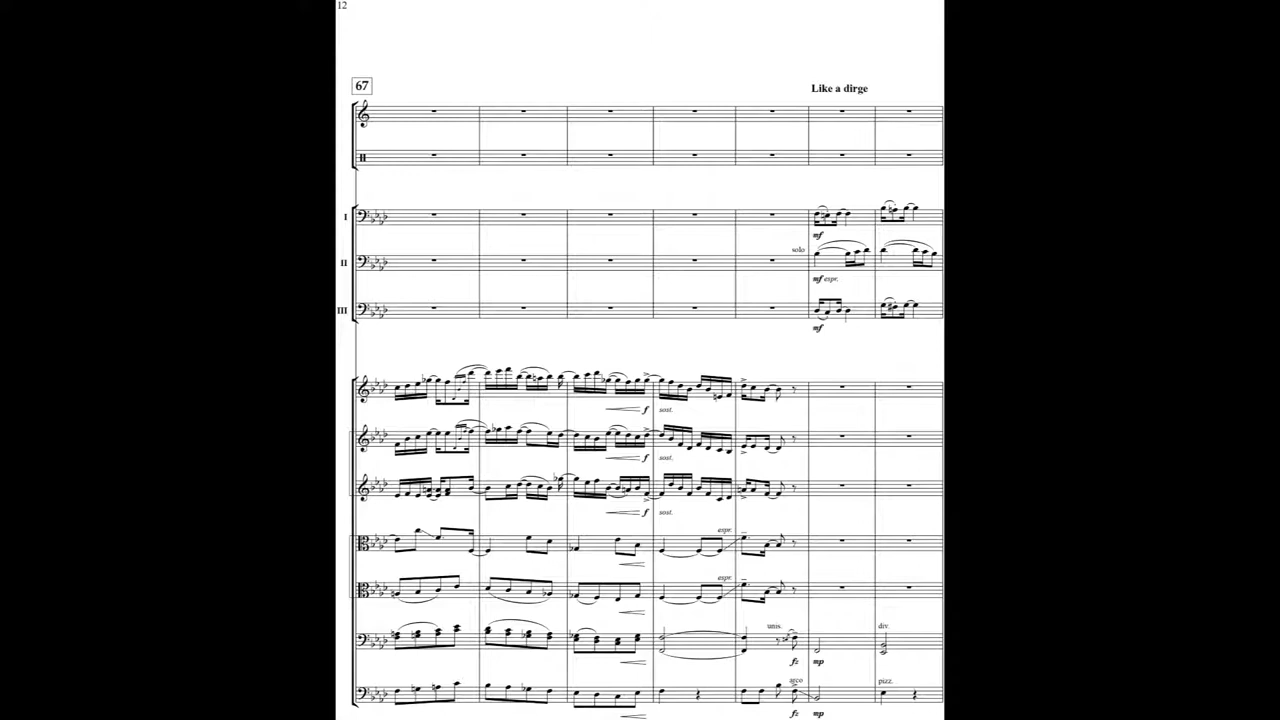 12
67
Like a dirge
I
mf
solo
II
mf espr.
III
mf
f sost.
f sost.
f sost.
espr.
espr.
unis. div.
fz mp
arco pizz.
fz mp